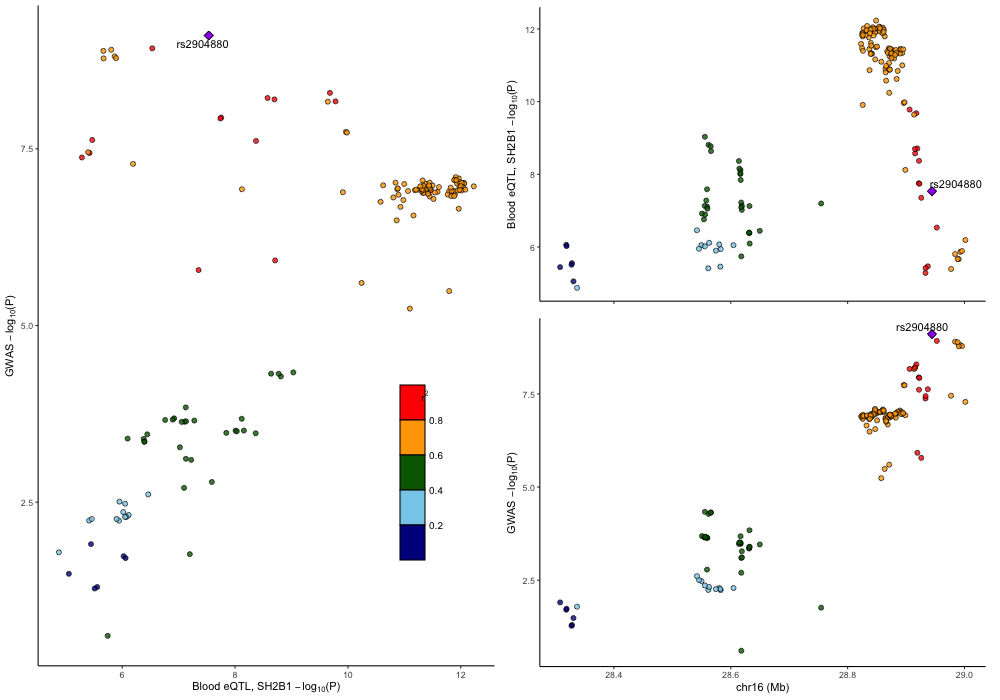 rs2904880
7.5
5.0
2.5
GWAS −log10(P)
r2
0.8
0.6
0.4
0.2
6 8 10 12
Blood eQTL, SH2B1 −log10(P)
12
10
8
6
Blood eQTL, SH2B1 −log10(P)
rs2904880
rs2904880
7.5
5.0
2.5
GWAS −log10(P)
28.4 28.6 28.8 29.0
chr16 (Mb)